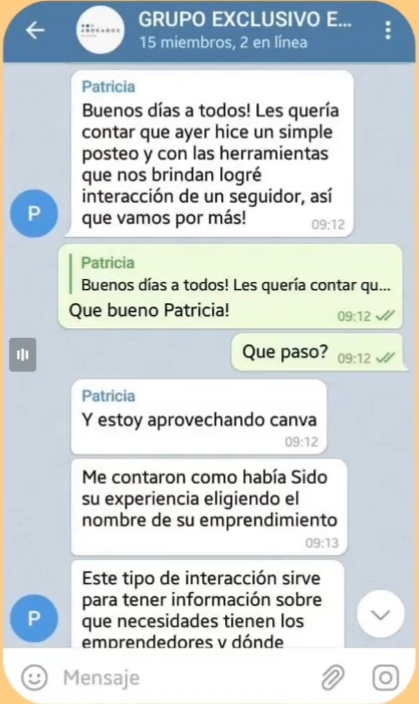 GRUPO EXCLUSIVO E...
15 miembros, 2 en línea
Patricia
Buenos días a todos! Les quería
contar que ayer hice un simple
posteo y con las herramientas
que nos brindan logré
interacción de un seguidor, así
que vamos por más!
09:12
P
Patricia
Buenos días a todos! Les quería contar qu...
Que bueno Patricia!
09:12
Que paso?
09:12
Patricia
Y estoy aprovechando canva
09:12
Me contaron como había Sido
su experiencia eligiendo el
nombre de su emprendimiento
09:13
Este tipo de interacción sirve
para tener información sobre
que necesidades tienen los
emprendedores y dónde
P
Mensaje